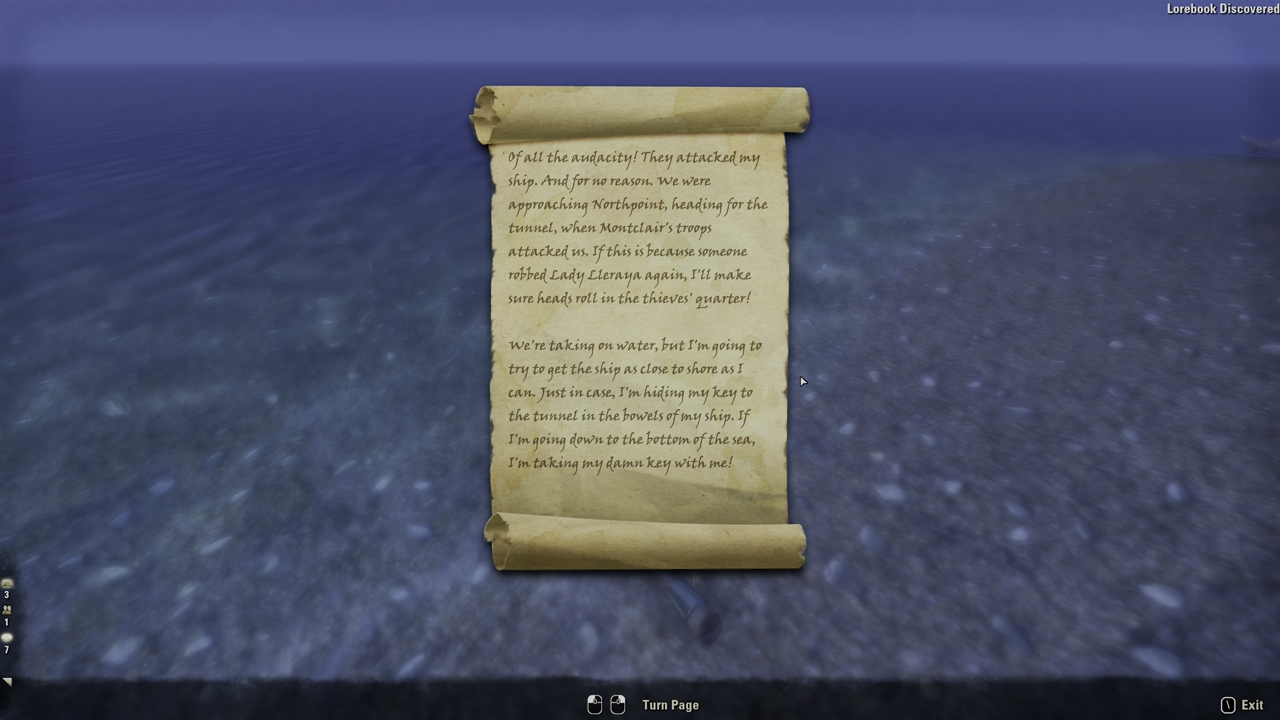 Lorebook Discovered
Of all the audacity! They attacked my
ship. And for no reason. We were
approaching Northpoint, heading for the
tunnel, when Montclair's troops
attacked us. If this is because someone
robbed Lady Lleraya again, I'll make
sure heads roll in the thieves' quarter!
We're taking on water, but I'm going to
try to get the ship as close to shore as I
can. Just in case, I'm hiding my key to
the tunnel in the bowels of my ship. If
I'm going down to the bottom of the sea,
I'm taking my damn key with me!
3
1
7
Turn Page
\ Exit